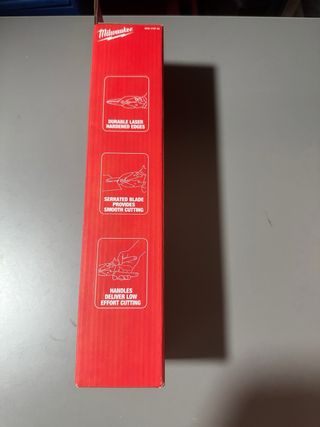 Milwaukee
DURABLE LASER
HARDENED EDGES
SERRATED BLADE
PROVIDES
SMOOTH CUTTING
HANDLES
DELIVER LOW
EFFORT CUTTING